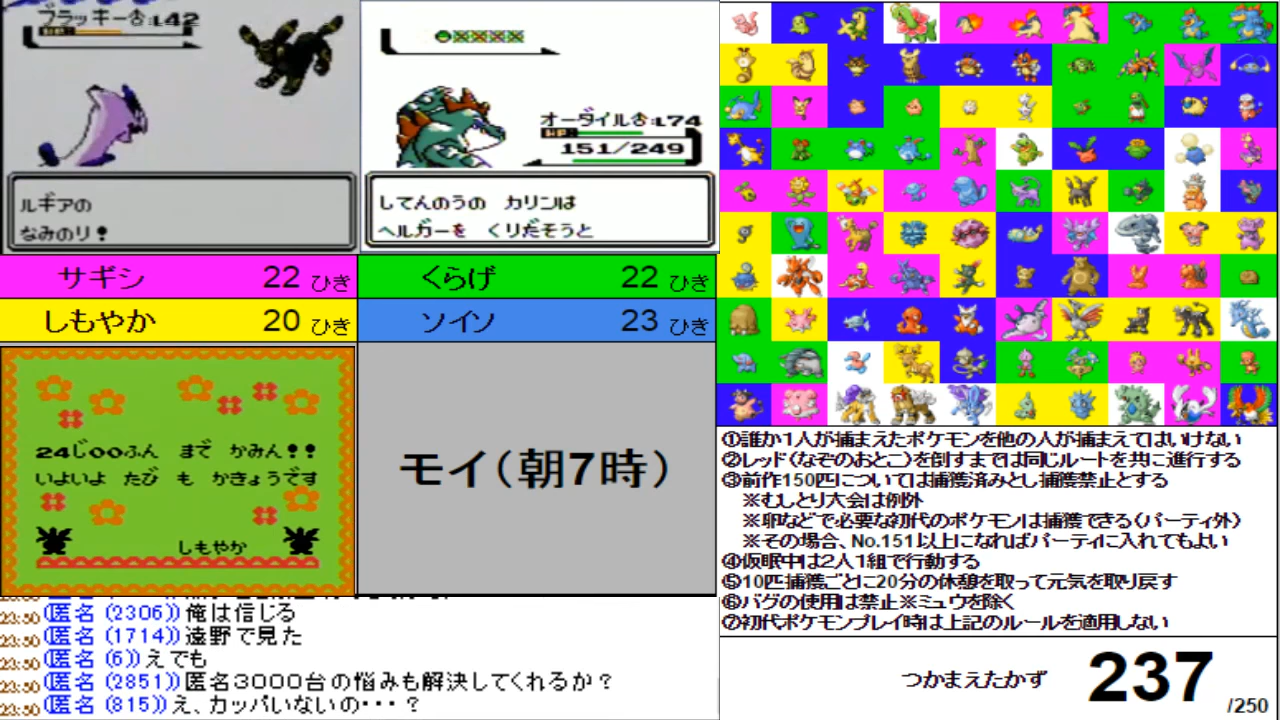 ブラッキー♂:L42
HP:
ルギアの
なみのり!
オーダイル♂:L74
HP:
151/249
してんのうの カリンは
ヘルガーを くりだそうと
サギシ 22 ひき
くらげ 22 ひき
しもやか 20 ひき
ソイソ 23 ひき
24じ00ふん まで かみん!!
いよいよ たび も かきょうです
しもやか
モイ(朝7時)
23:50 (匿名 (2306)) 俺は信じる
23:50 (匿名 (1714)) 遠野で見た
23:50 (匿名 (6)) えでも
23:50 (匿名 (2851)) 匿名3000台の悩みも解決してくれるか?
23:50 (匿名 (815)) え、カッパいないの・・・?
①誰か1人が捕まえたポケモンを他の人が捕まえてはいけない
②レッド(なぞのおとこ)を倒すまでは同じルートを共に進行する
③前作150匹については捕獲済みとし捕獲禁止とする
※むしとり大会は例外
※卵などで必要な初代のポケモンは捕獲できる(パーティ外)
※その場合、No.151以上になればパーティに入れてもよい
④仮眠中は2人1組で行動する
⑤10匹捕獲ごとに20分の休憩を取って元気を取り戻す
⑥バグの使用は禁止※ミュウを除く
⑦初代ポケモンプレイ時は上記のルールを適用しない
つかまえたかず 237 /250